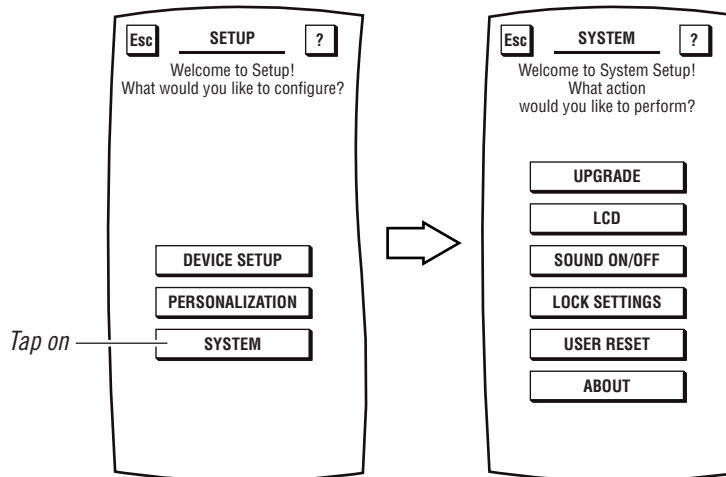 Esc SETUP ?
Welcome to Setup!
What would you like to configure?
DEVICE SETUP
PERSONALIZATION
Tap on
SYSTEM
Esc SYSTEM ?
Welcome to System Setup!
What action
would you like to perform?
UPGRADE
LCD
SOUND ON/OFF
LOCK SETTINGS
USER RESET
ABOUT